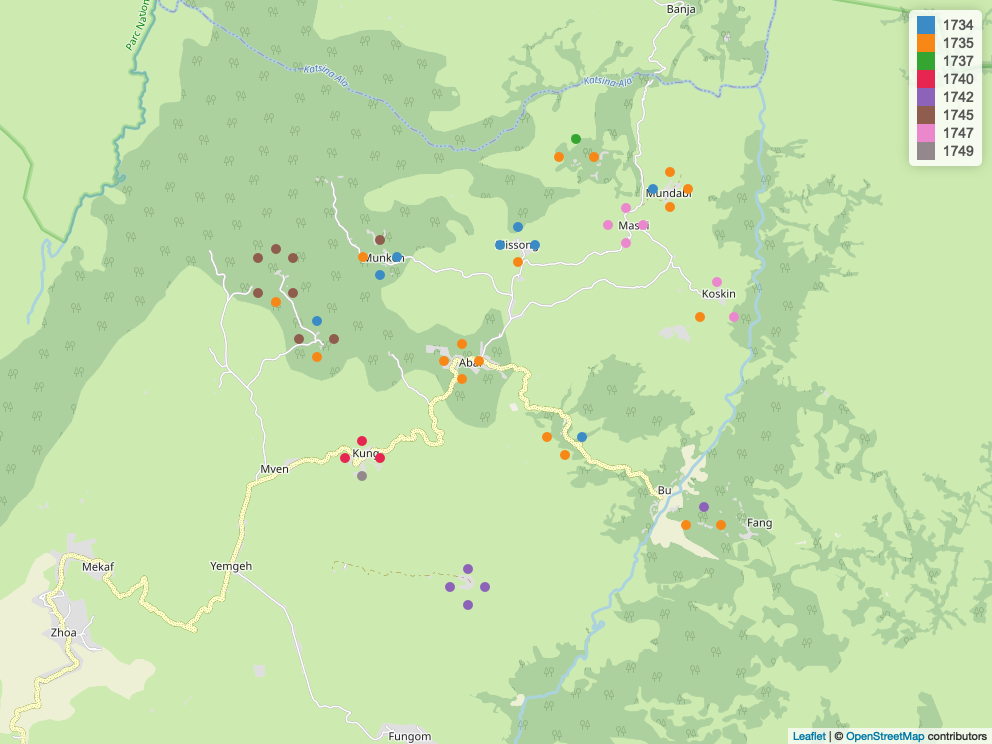 Banja
Parc Nation
Katsina-Ala
Katsina-Ala
1734
1735
1737
1740
1742
1745
1747
1749
Mundabi
Missong
Munken
Koskin
Abar
Kung
Mven
Bu
Fang
Mekaf
Yemgeh
Zhoa
Fungom
Leaflet | © OpenStreetMap contributors